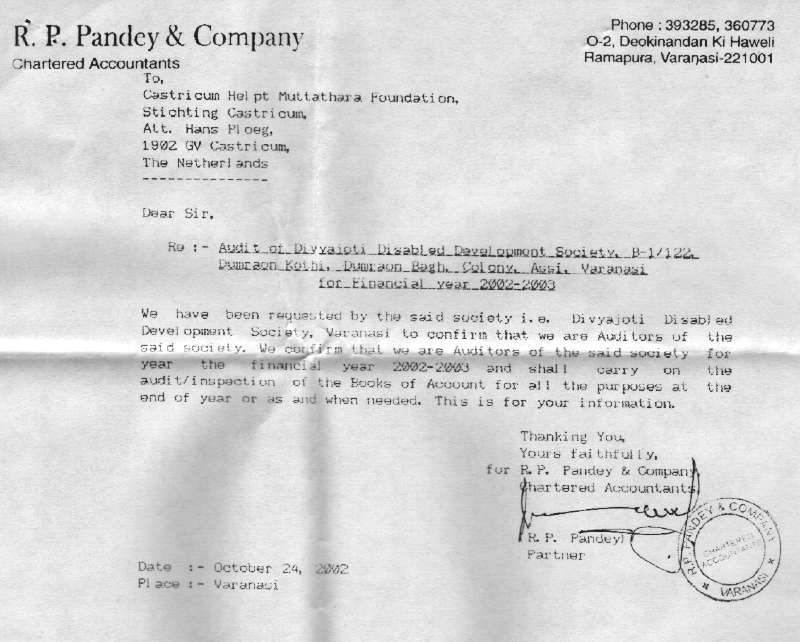 R. P. Pandey & Company
Chartered Accountants
Phone : 393285, 360773
O-2, Deokinandan Ki Haweli
Ramapura, Varanasi-221001
To,
Castricum Helpt Muttathara Foundation,
Stichting Castricum,
Att. Hans Ploeg,
1902 GV Castricum,
The Netherlands
---------------
Dear Sir,
Re :- Audit of Divyajoti Disabled Development Society, B-1/122,
Dumraon Kothi, Dumraon Bagh, Colony, Assi, Varanasi
for Financial year 2002-2003
We have been requested by the said society i.e. Divyajoti Disabled
Development Society, Varanasi to confirm that we are Auditors of the
said society. We confirm that we are Auditors of the said society for
year the financial year 2002-2003 and shall carry on the
audit/inspection of the Books of Account for all the purposes at the
end of year or as and when needed. This is for your information.
Thanking You,
Yours faithfully,
for R.P. Pandey & Company
Chartered Accountants
R.P. Pandey
Partner
R.P. PANDEY & COMPANY
CHARTERED
ACCOUNTANTS
VARANASI
Date :- October 24, 2002
Place :- Varanasi